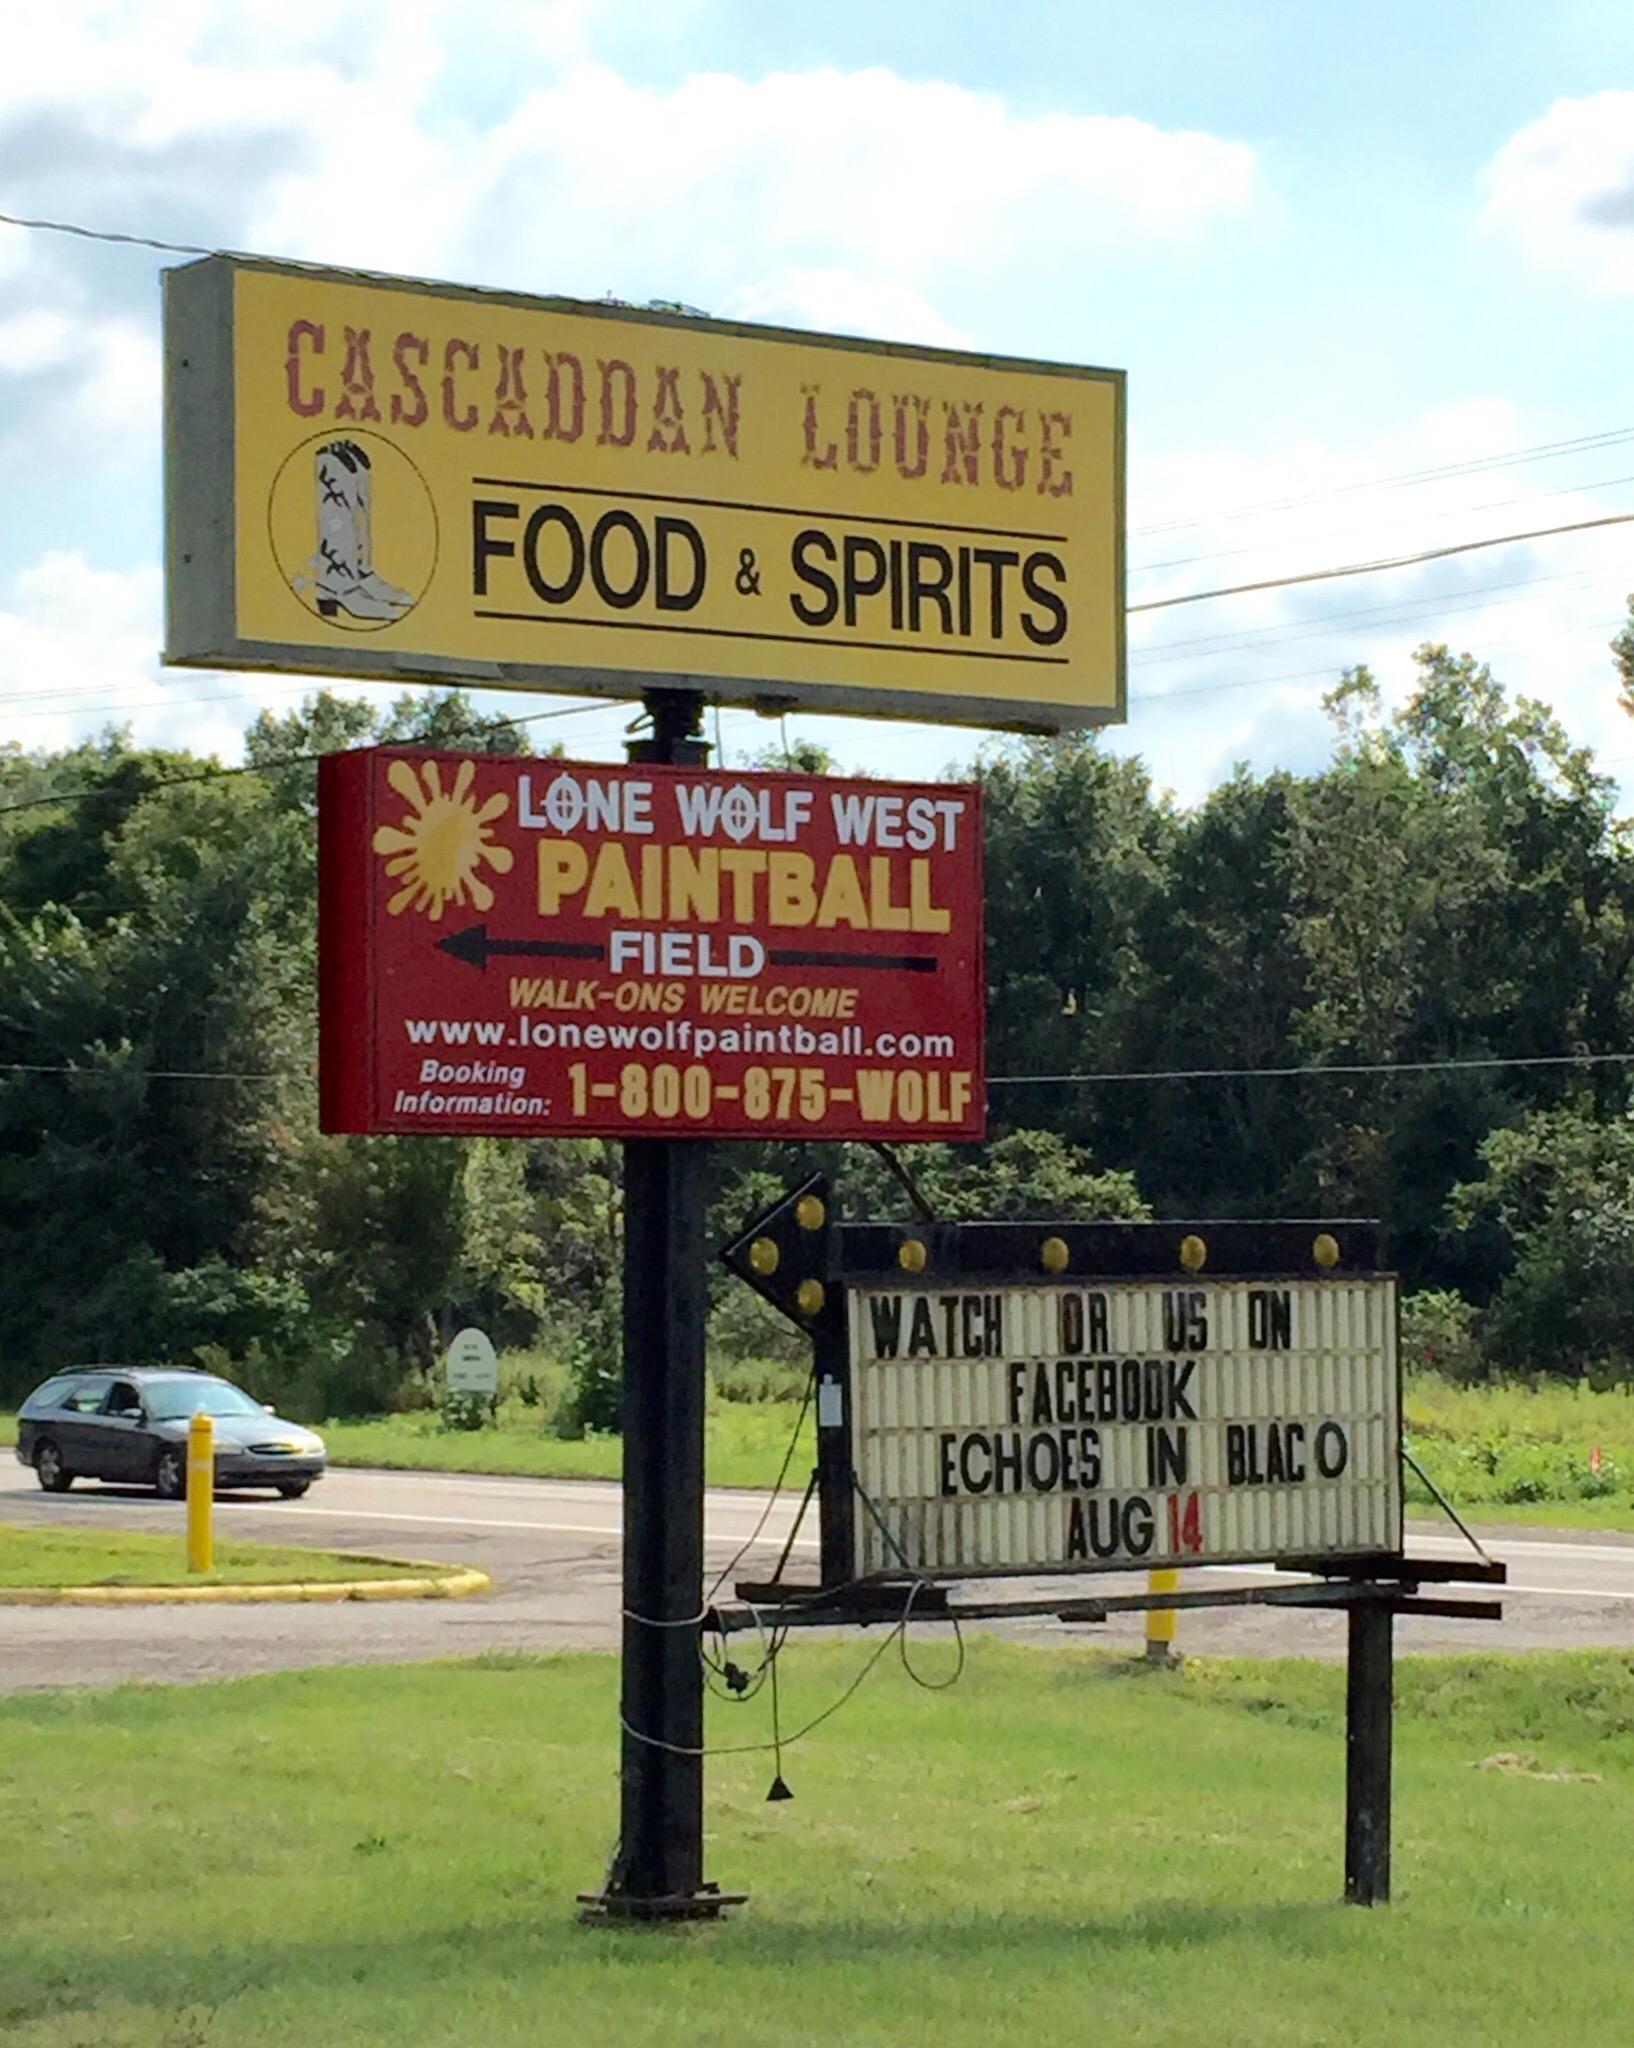 CASCADDAN LOUNGE
FOOD & SPIRITS
LONE WOLF WEST
PAINTBALL
FIELD
WALK-ONS WELCOME
www.lonewolfpaintball.com
Booking
Information: 1-800-875-WOLF
WATCH OR US ON
FACEBOOK
ECHOES IN BLAC O
AUG 14